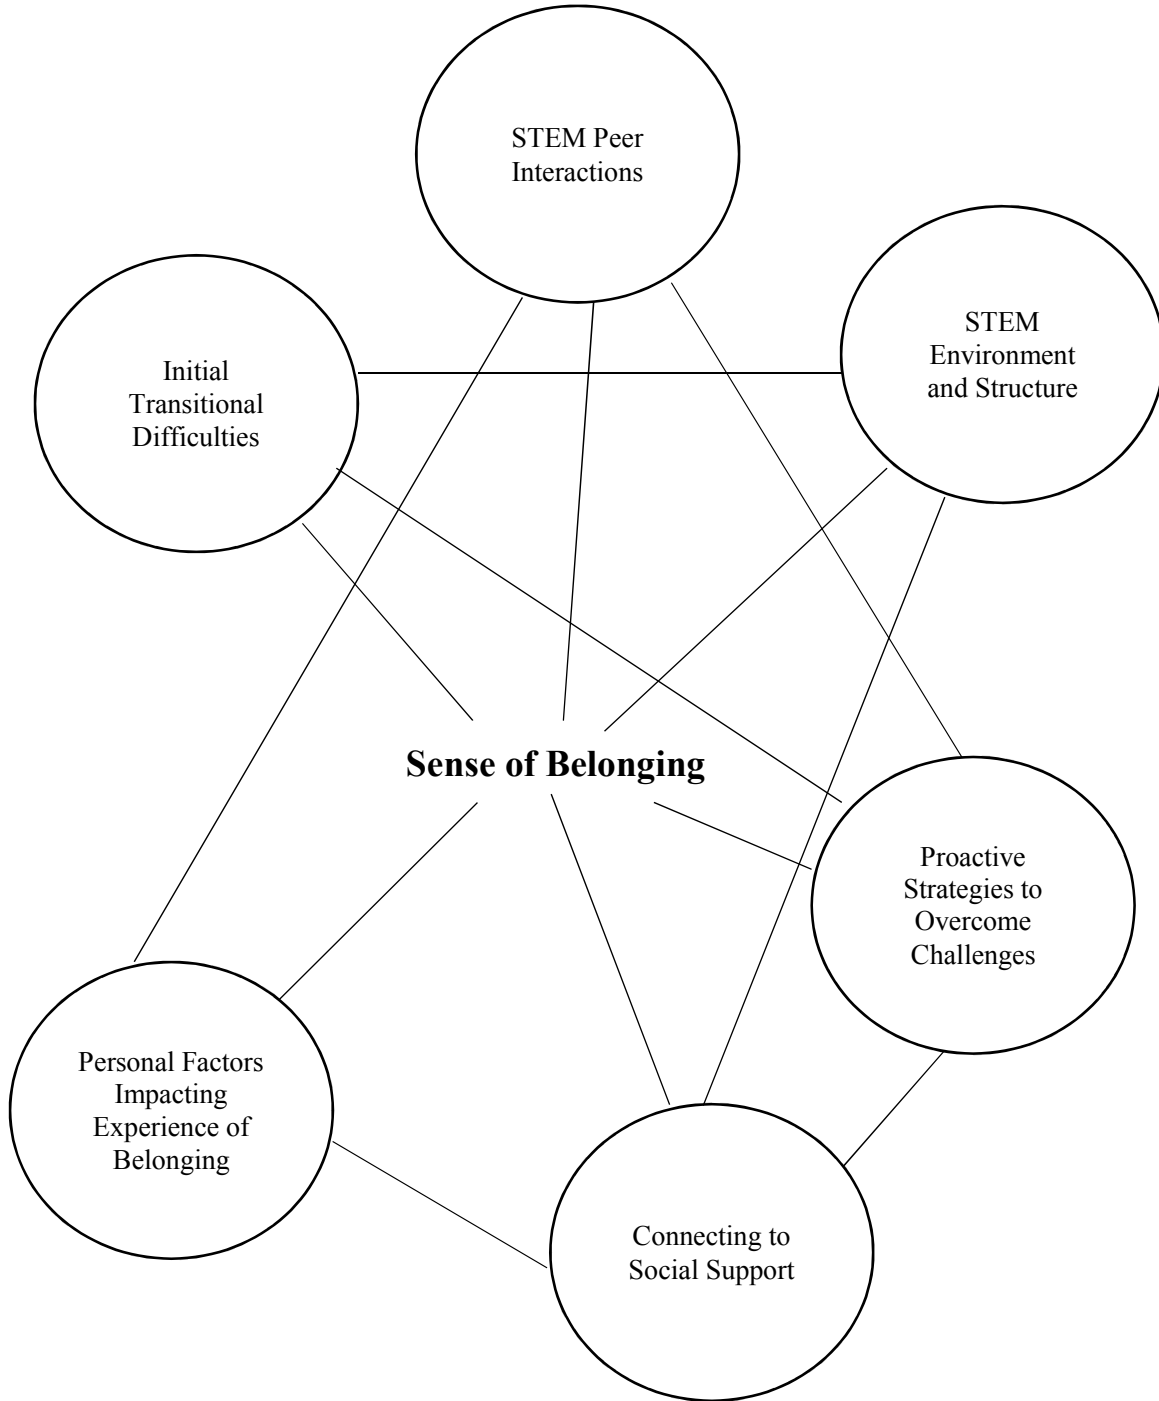 STEM Peer
Interactions
STEM
Environment
and Structure
Initial
Transitional
Difficulties
Sense of Belonging
Proactive
Strategies to
Overcome
Challenges
Personal Factors
Impacting
Experience of
Belonging
Connecting to
Social Support